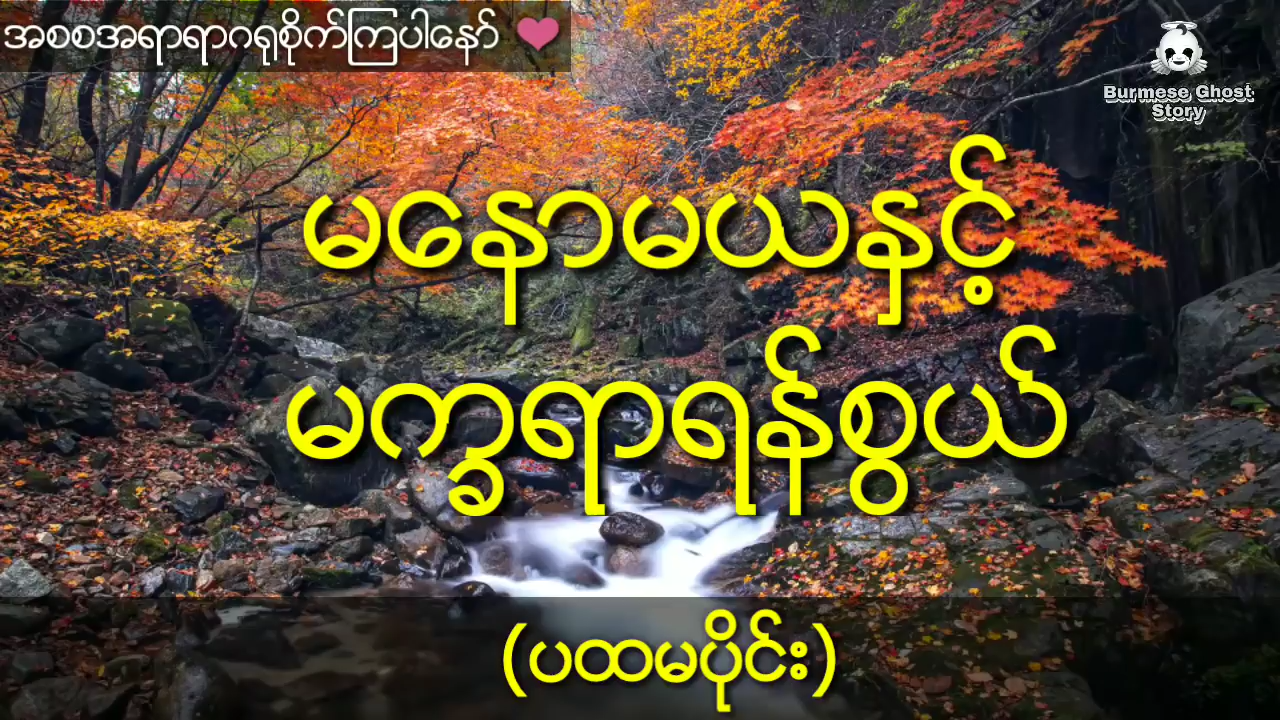 အစစအရာရာဂရုစိုက်ကြပါနော်
Burmese Ghost
Story
မနောမယနှင့်
မက္ခရာရန်စွယ်
(ပထမပိုင်း)